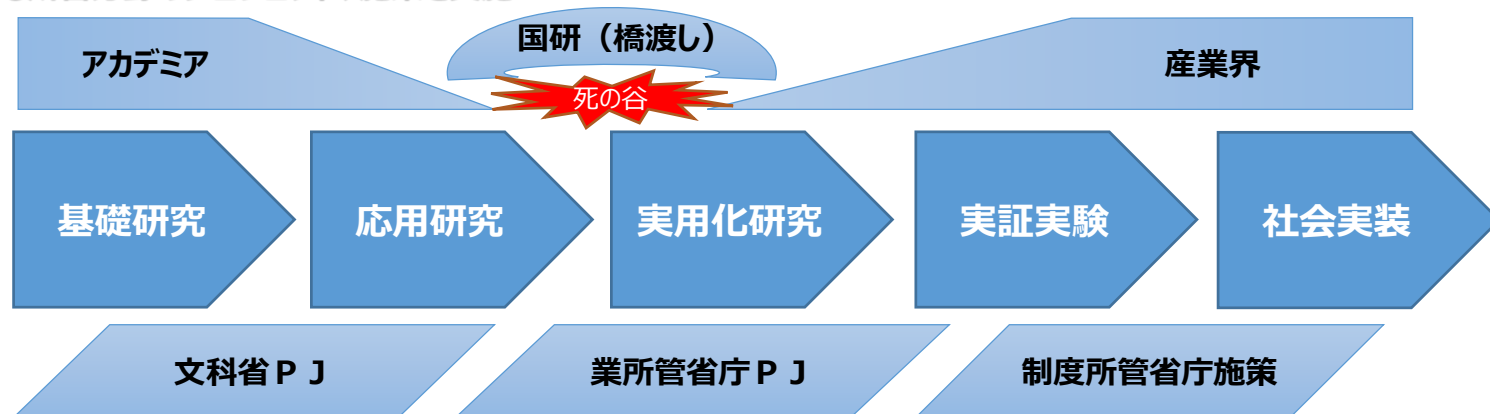 アカデミア
国研（橋渡し）
産業界
死の谷
基礎研究
応用研究
実用化研究
実証実験
社会実装
文科省ＰＪ
業所管省庁ＰＪ
制度所管省庁施策